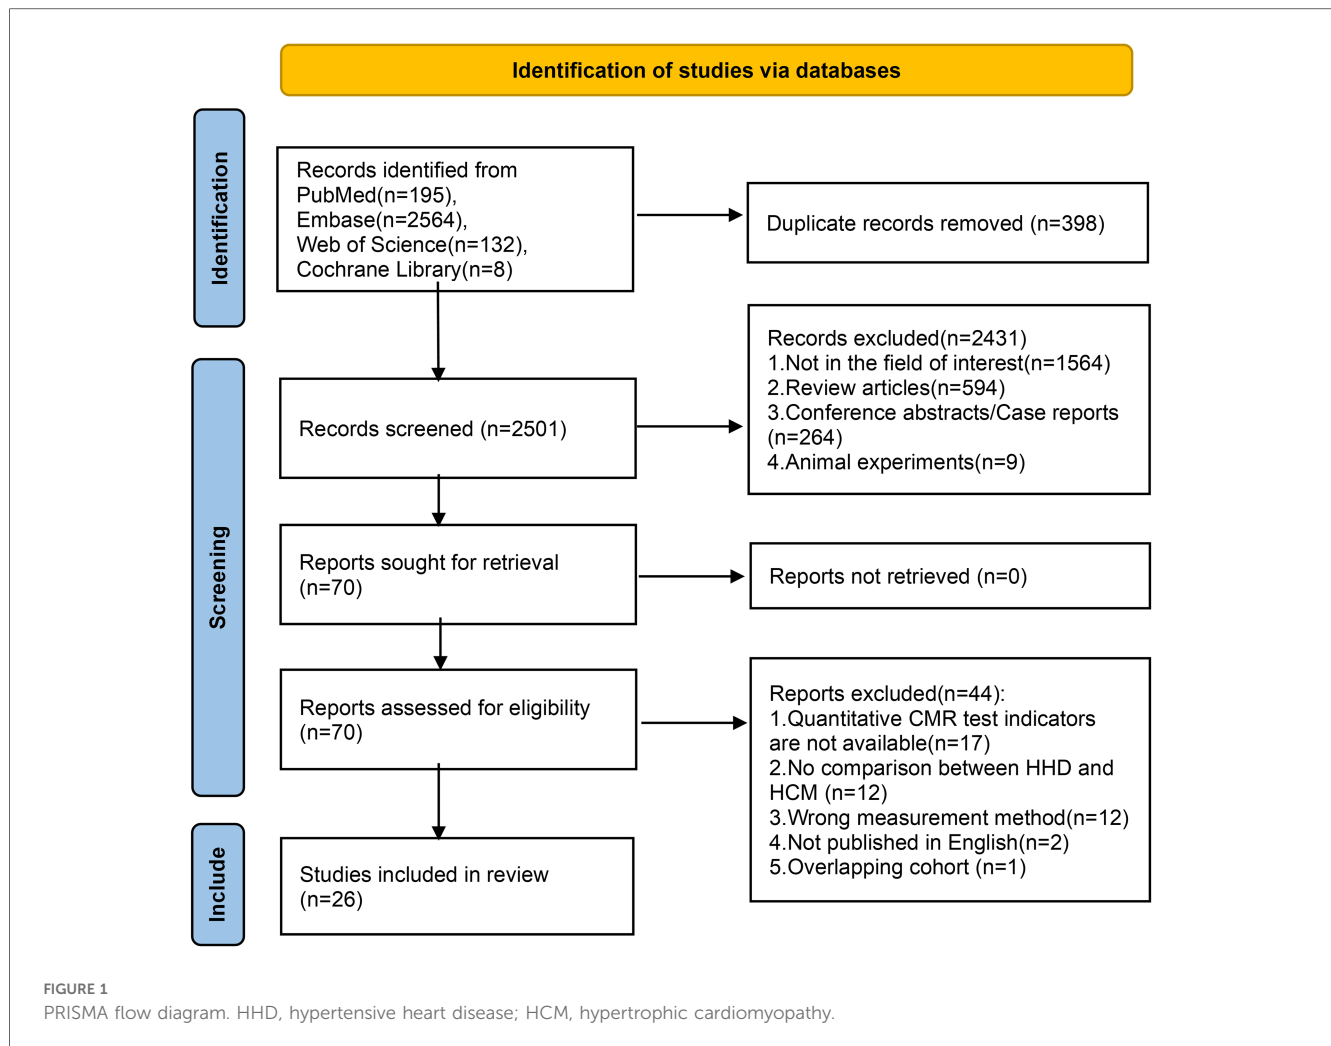 Identification of studies via databases
Identification
Records identified from
PubMed(n=195),
Embase(n=2564),
Web of Science(n=132),
Cochrane Library(n=8)
Duplicate records removed (n=398)
Screening
Records screened (n=2501)
Records excluded(n=2431)
1.Not in the field of interest(n=1564)
2.Review articles(n=594)
3.Conference abstracts/Case reports
(n=264)
4.Animal experiments(n=9)
Reports sought for retrieval
(n=70)
Reports not retrieved (n=0)
Reports assessed for eligibility
(n=70)
Reports excluded(n=44):
1.Quantitative CMR test indicators
are not available(n=17)
2.No comparison between HHD and
HCM (n=12)
3.Wrong measurement method(n=12)
4.Not published in English(n=2)
5.Overlapping cohort (n=1)
Include
Studies included in review
(n=26)
FIGURE 1
PRISMA flow diagram. HHD, hypertensive heart disease; HCM, hypertrophic cardiomyopathy.